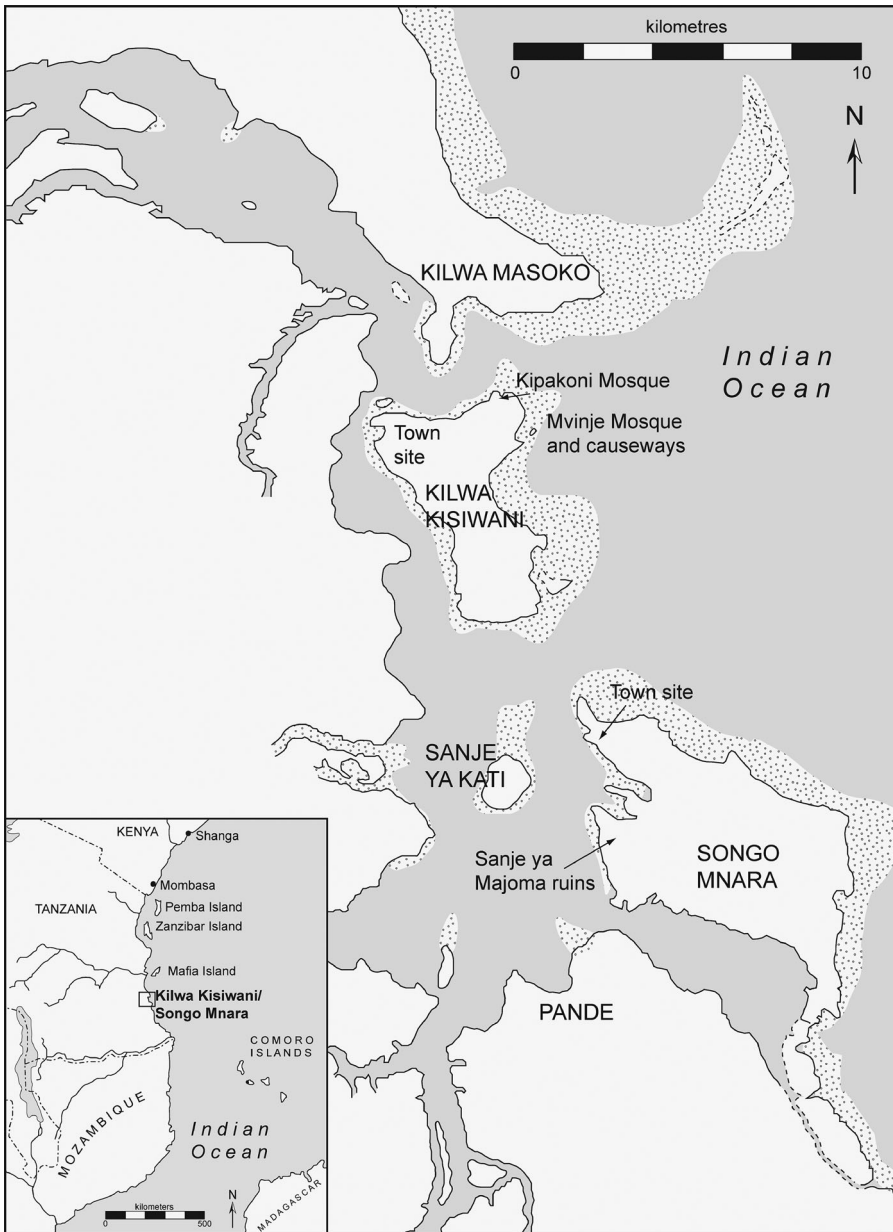 kilometres
0 10
N
KILWA MASOKO
Indian
Ocean
Kipakoni Mosque
Mvinje Mosque
and causeways
Town
site
KILWA
KISIWANI
Town site
SANJE
YA KATI
Sanje ya
Majoma ruins
SONGO
MNARA
PANDE
KENYA
Shanga
Mombasa
TANZANIA
Pemba Island
Zanzibar Island
Mafia Island
Kilwa Kisiwani/
Songo Mnara
COMORO
ISLANDS
MOZAMBIQUE
Indian
Ocean
kilometers
0 500
N
MADAGASCAR